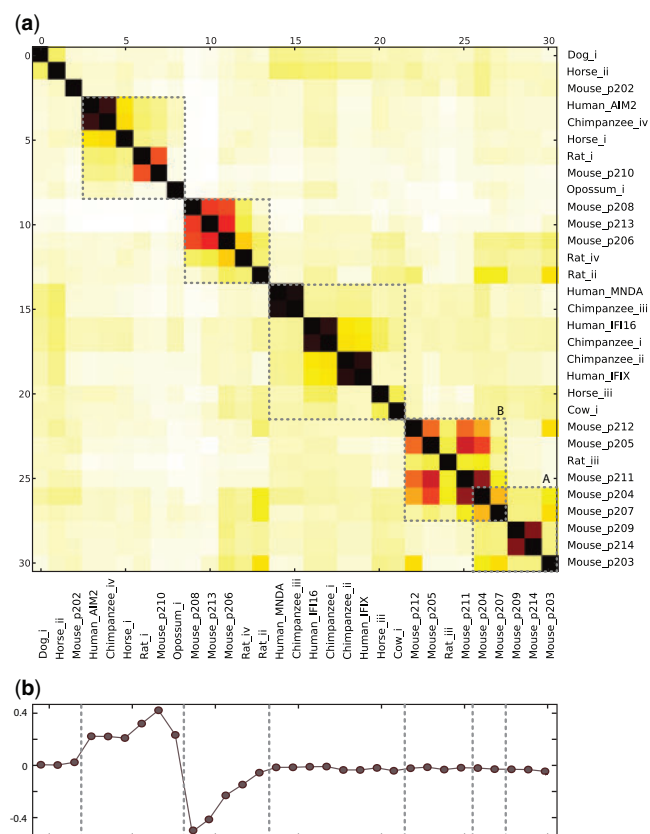 (a)
0 5 10 15 20 25 30
0 Dog_i
Horse_ii
Mouse_p202
Human_AIM2
Chimpanzee_iv
5 Horse_i
Rat_i
Mouse_p210
Opossum_i
Mouse_p208
10 Mouse_p213
Mouse_p206
Rat_iv
Rat_ii
Human_MNDA
15 Chimpanzee_iii
Human_IFI16
Chimpanzee_i
Chimpanzee_ii
Human_IFIX
20 Horse_iii
B Cow_i
Mouse_p212
Mouse_p205
Rat_iii
25 A Mouse_p211
Mouse_p204
Mouse_p207
Mouse_p209
Mouse_p214
30 Mouse_p203
Dog_i
Horse_ii
Mouse_p202
Human_AIM2
Chimpanzee_iv
Horse_i
Rat_i
Mouse_p210
Opossum_i
Mouse_p208
Mouse_p213
Mouse_p206
Rat_iv
Rat_ii
Human_MNDA
Chimpanzee_iii
Human_IFI16
Chimpanzee_i
Chimpanzee_ii
Human_IFIX
Horse_iii
Cow_i
Mouse_p212
Mouse_p205
Rat_iii
Mouse_p211
Mouse_p204
Mouse_p207
Mouse_p209
Mouse_p214
Mouse_p203
(b)
0.4
0
-0.4